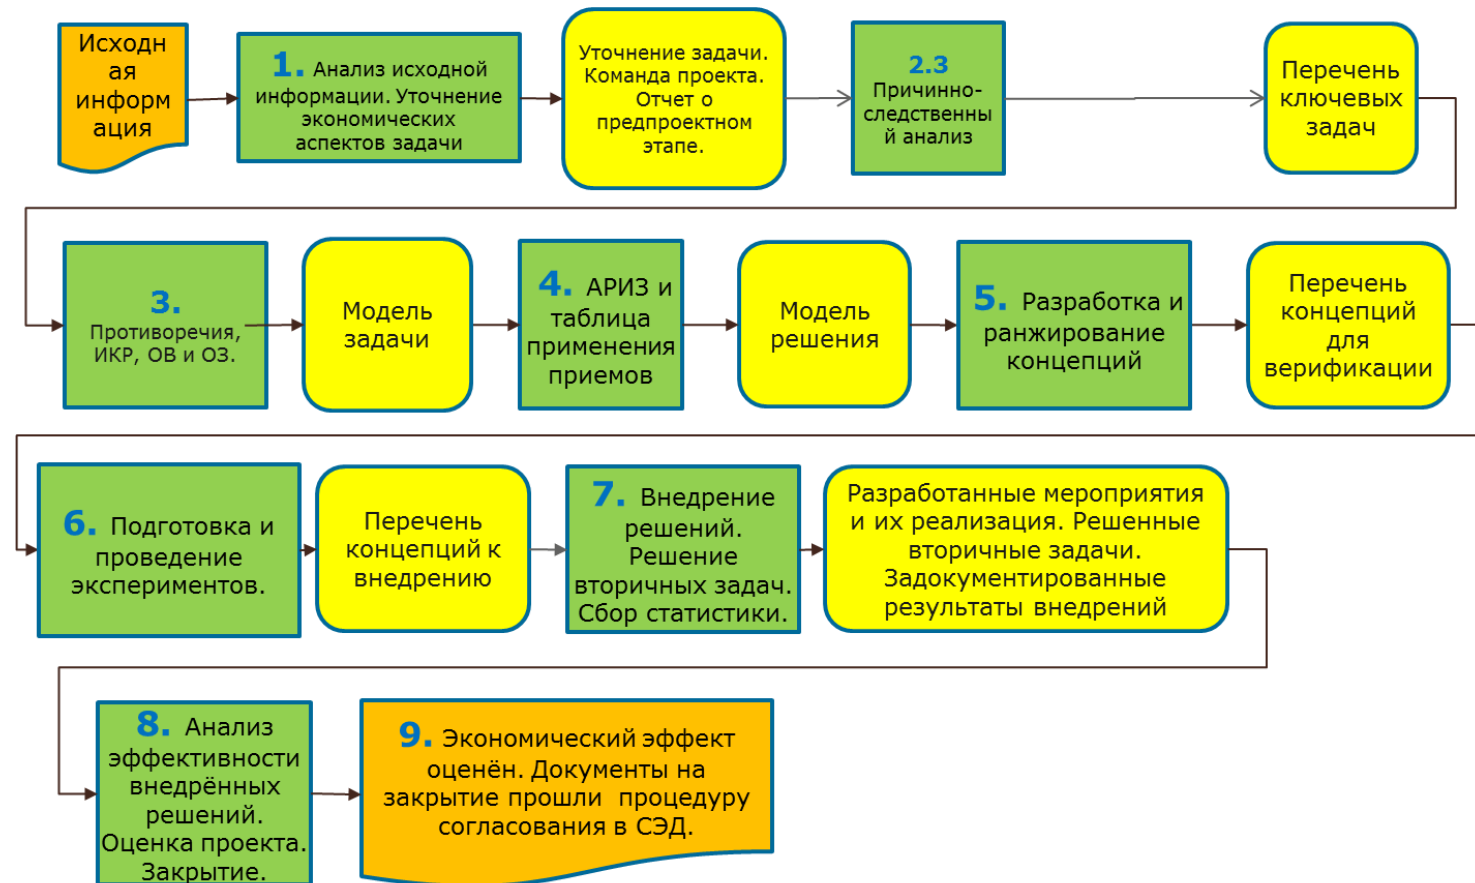 Исходн
ая
информ
ация
1. Анализ исходной
информации. Уточнение
экономических
аспектов задачи
Уточнение задачи.
Команда проекта.
Отчет о
предпроектном
этапе.
2.3
Причинно-
следственны
й анализ
Перечень
ключевых
задач
3.
Противоречия,
ИКР, ОВ и ОЗ.
Модель
задачи
4. АРИЗ и
таблица
применения
приемов
Модель
решения
5. Разработка и
ранжирование
концепций
Перечень
концепций
для
верификации
6. Подготовка и
проведение
экспериментов.
Перечень
концепций к
внедрению
7. Внедрение
решений.
Решение
вторичных задач.
Сбор статистики.
Разработанные мероприятия
и их реализация. Решенные
вторичные задачи.
Задокументированные
результаты внедрений
8. Анализ
эффективности
внедрённых
решений.
Оценка проекта.
Закрытие.
9. Экономический эффект
оценён. Документы на
закрытие прошли процедуру
согласования в СЭД.